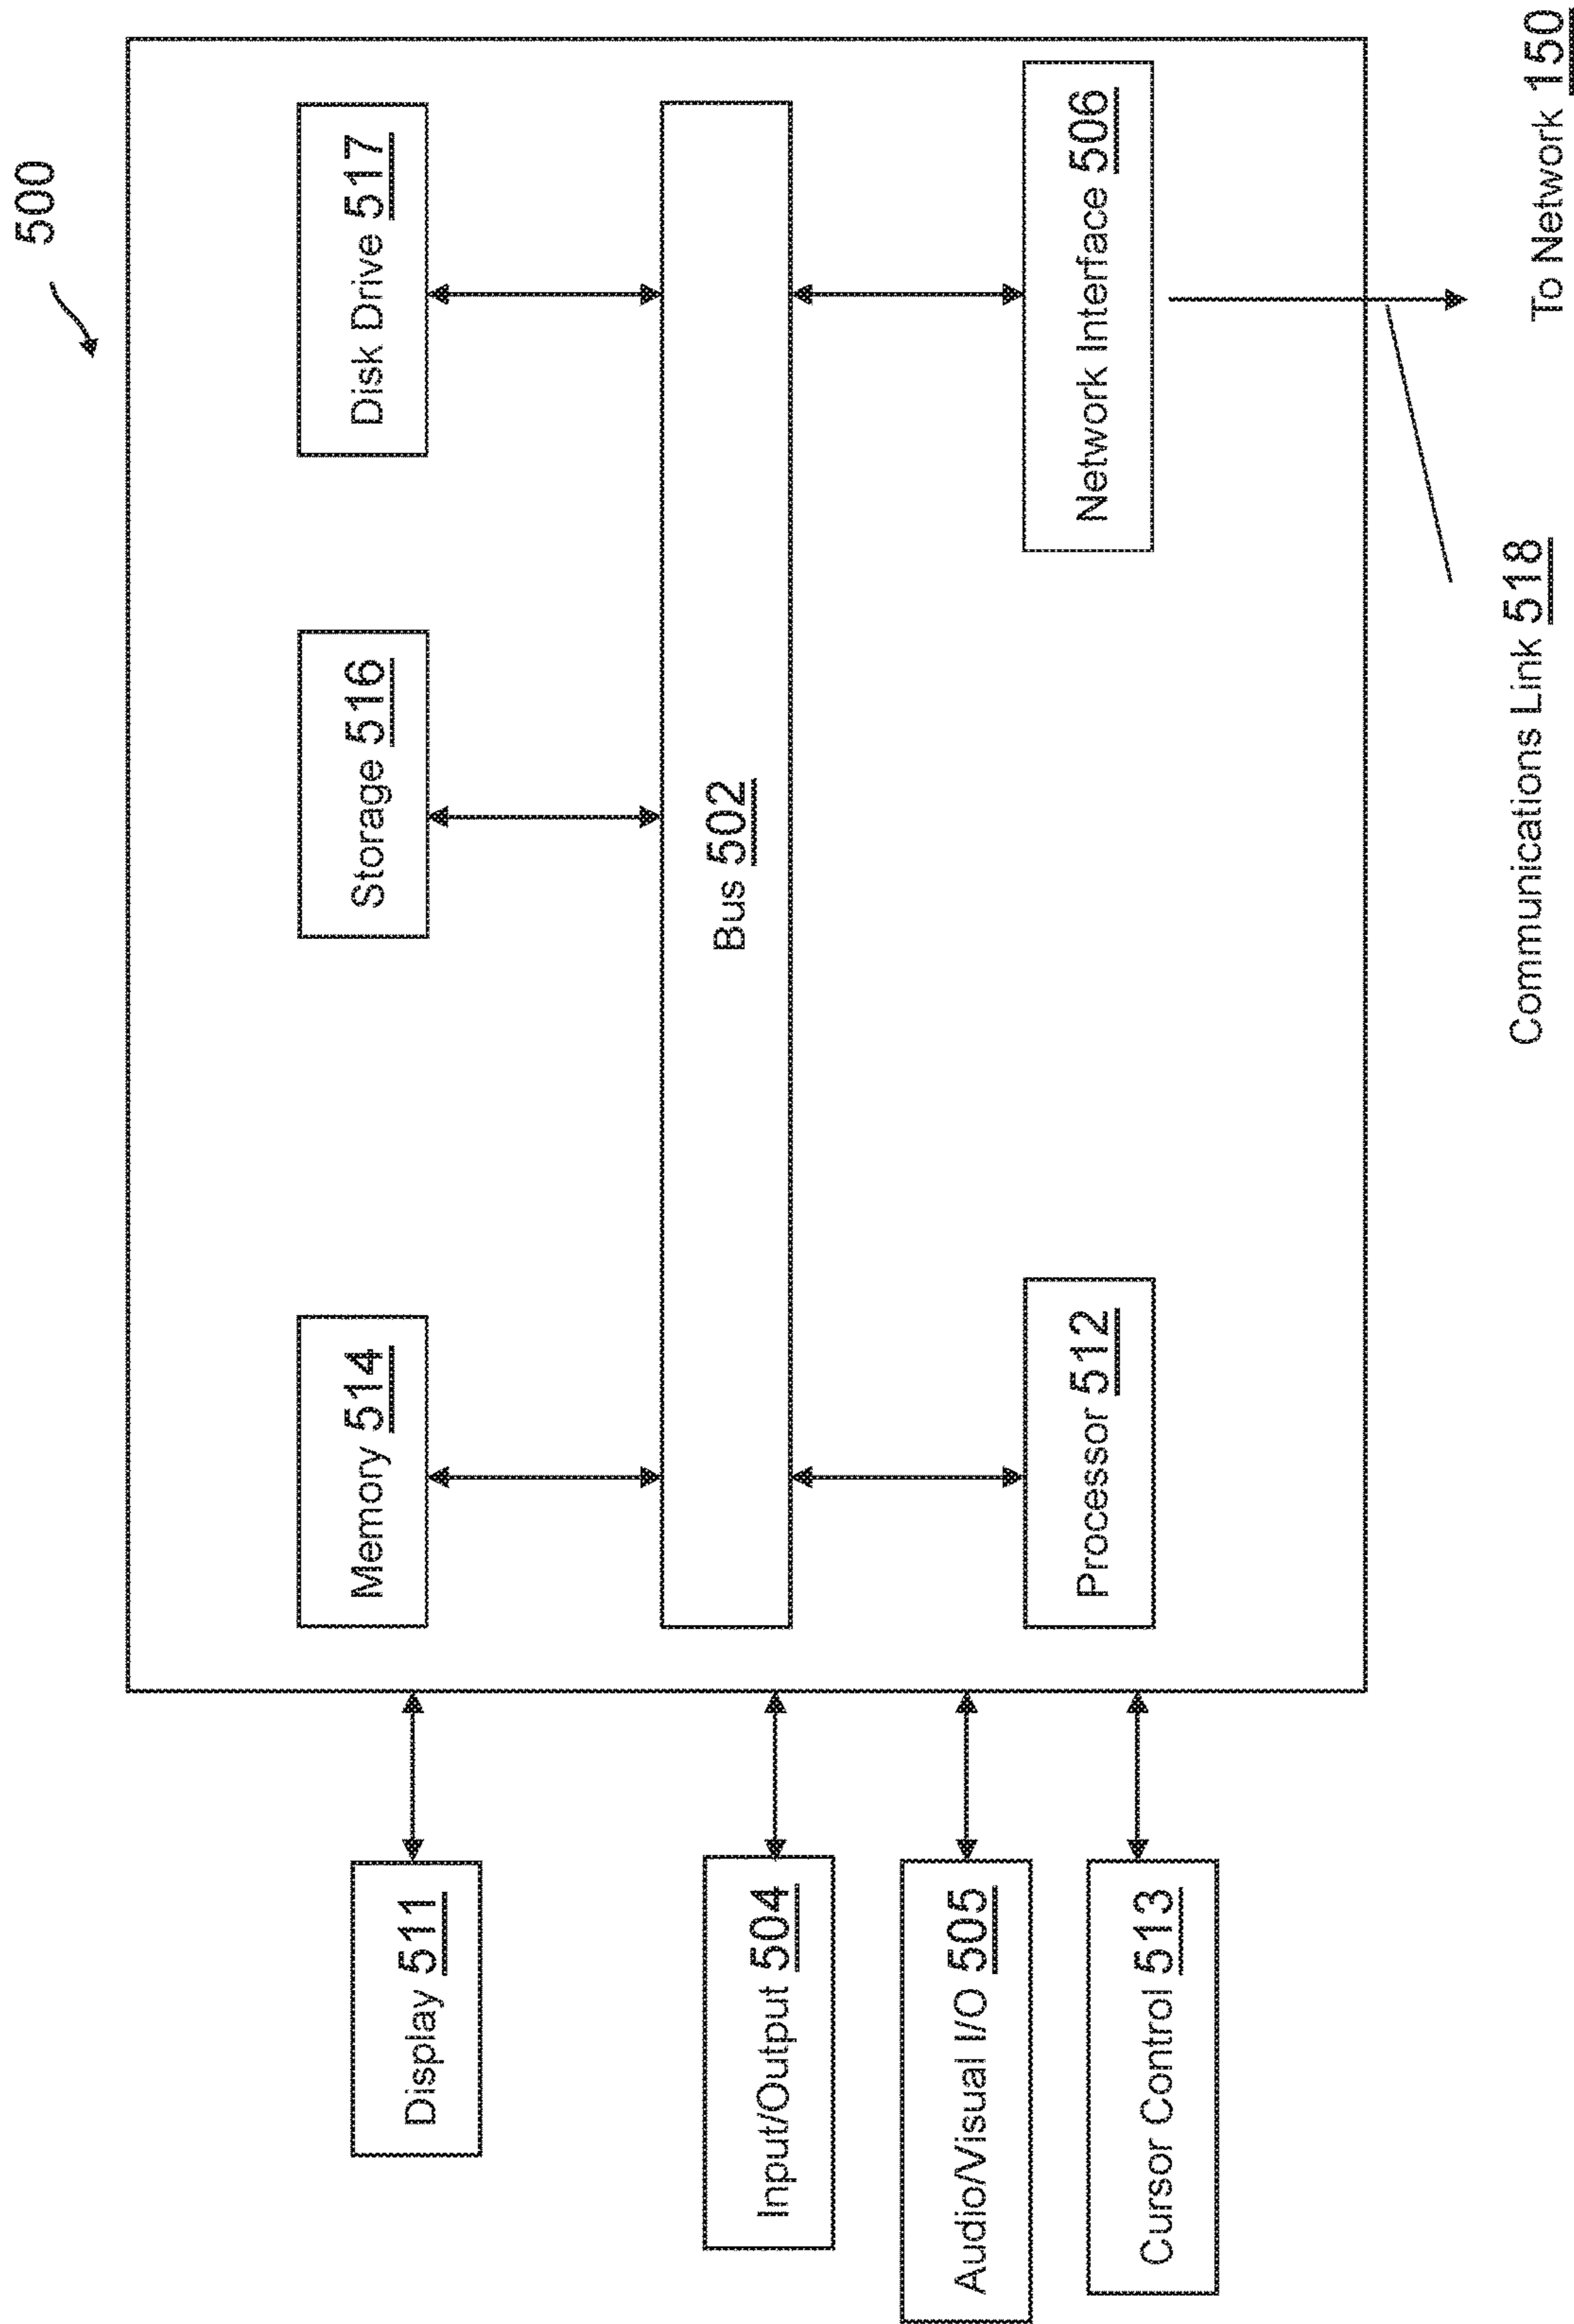 500
Display 511
Memory 514
Storage 516
Disk Drive 517
Input/Output 504
Bus 502
Audio/Visual I/O 505
Cursor Control 513
Processor 512
Network Interface 506
Communications Link 518
To Network 150